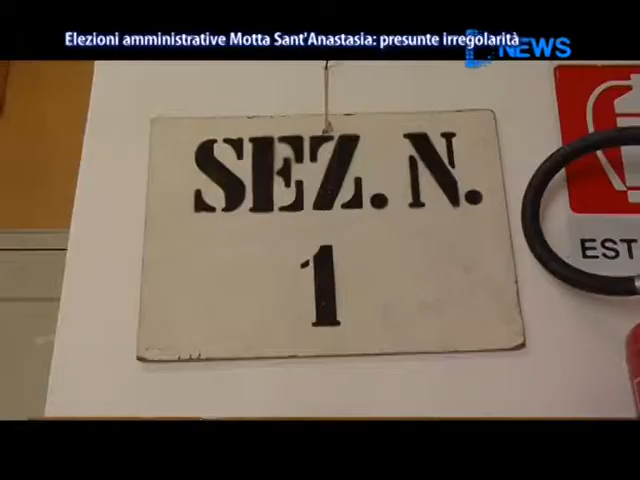 Elezioni amministrative Motta Sant'Anastasia: presunte irregolarità
NEWS
SEZ. N.
1
EST